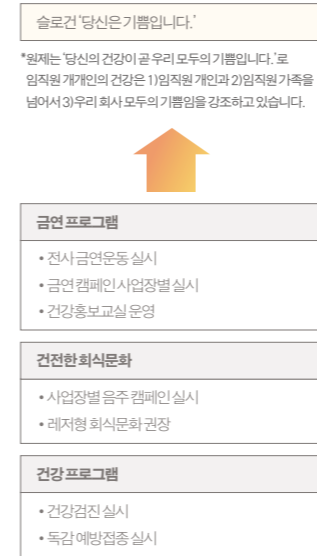 슬로건 ‘당신은 기쁨입니다.’
*원제는 ‘당신의 건강이 곧 우리 모두의 기쁨입니다.’로
임직원 개개인의 건강은 1)임직원 개인과 2)임직원 가족을
넘어서 3)우리 회사 모두의 기쁨임을 강조하고 있습니다.
금연 프로그램
• 전사 금연운동 실시
• 금연 캠페인 사업장별 실시
• 건강홍보교실 운영
건전한 회식문화
• 사업장별 음주 캠페인 실시
• 레저형 회식문화 권장
건강 프로그램
• 건강검진 실시
• 독감 예방접종 실시